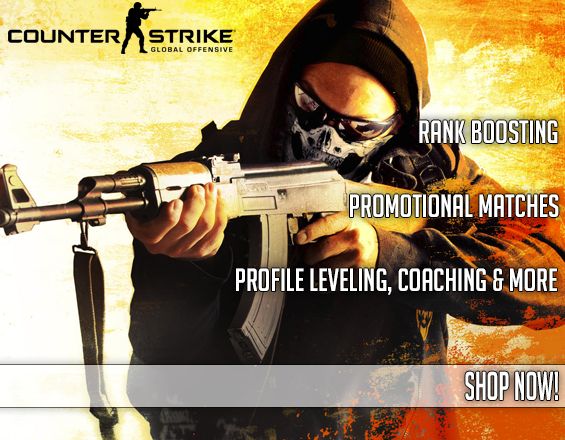 COUNTER STRIKE
GLOBAL OFFENSIVE
RANK BOOSTING
PROMOTIONAL MATCHES
PROFILE LEVELING, COACHING & MORE
SHOP NOW!